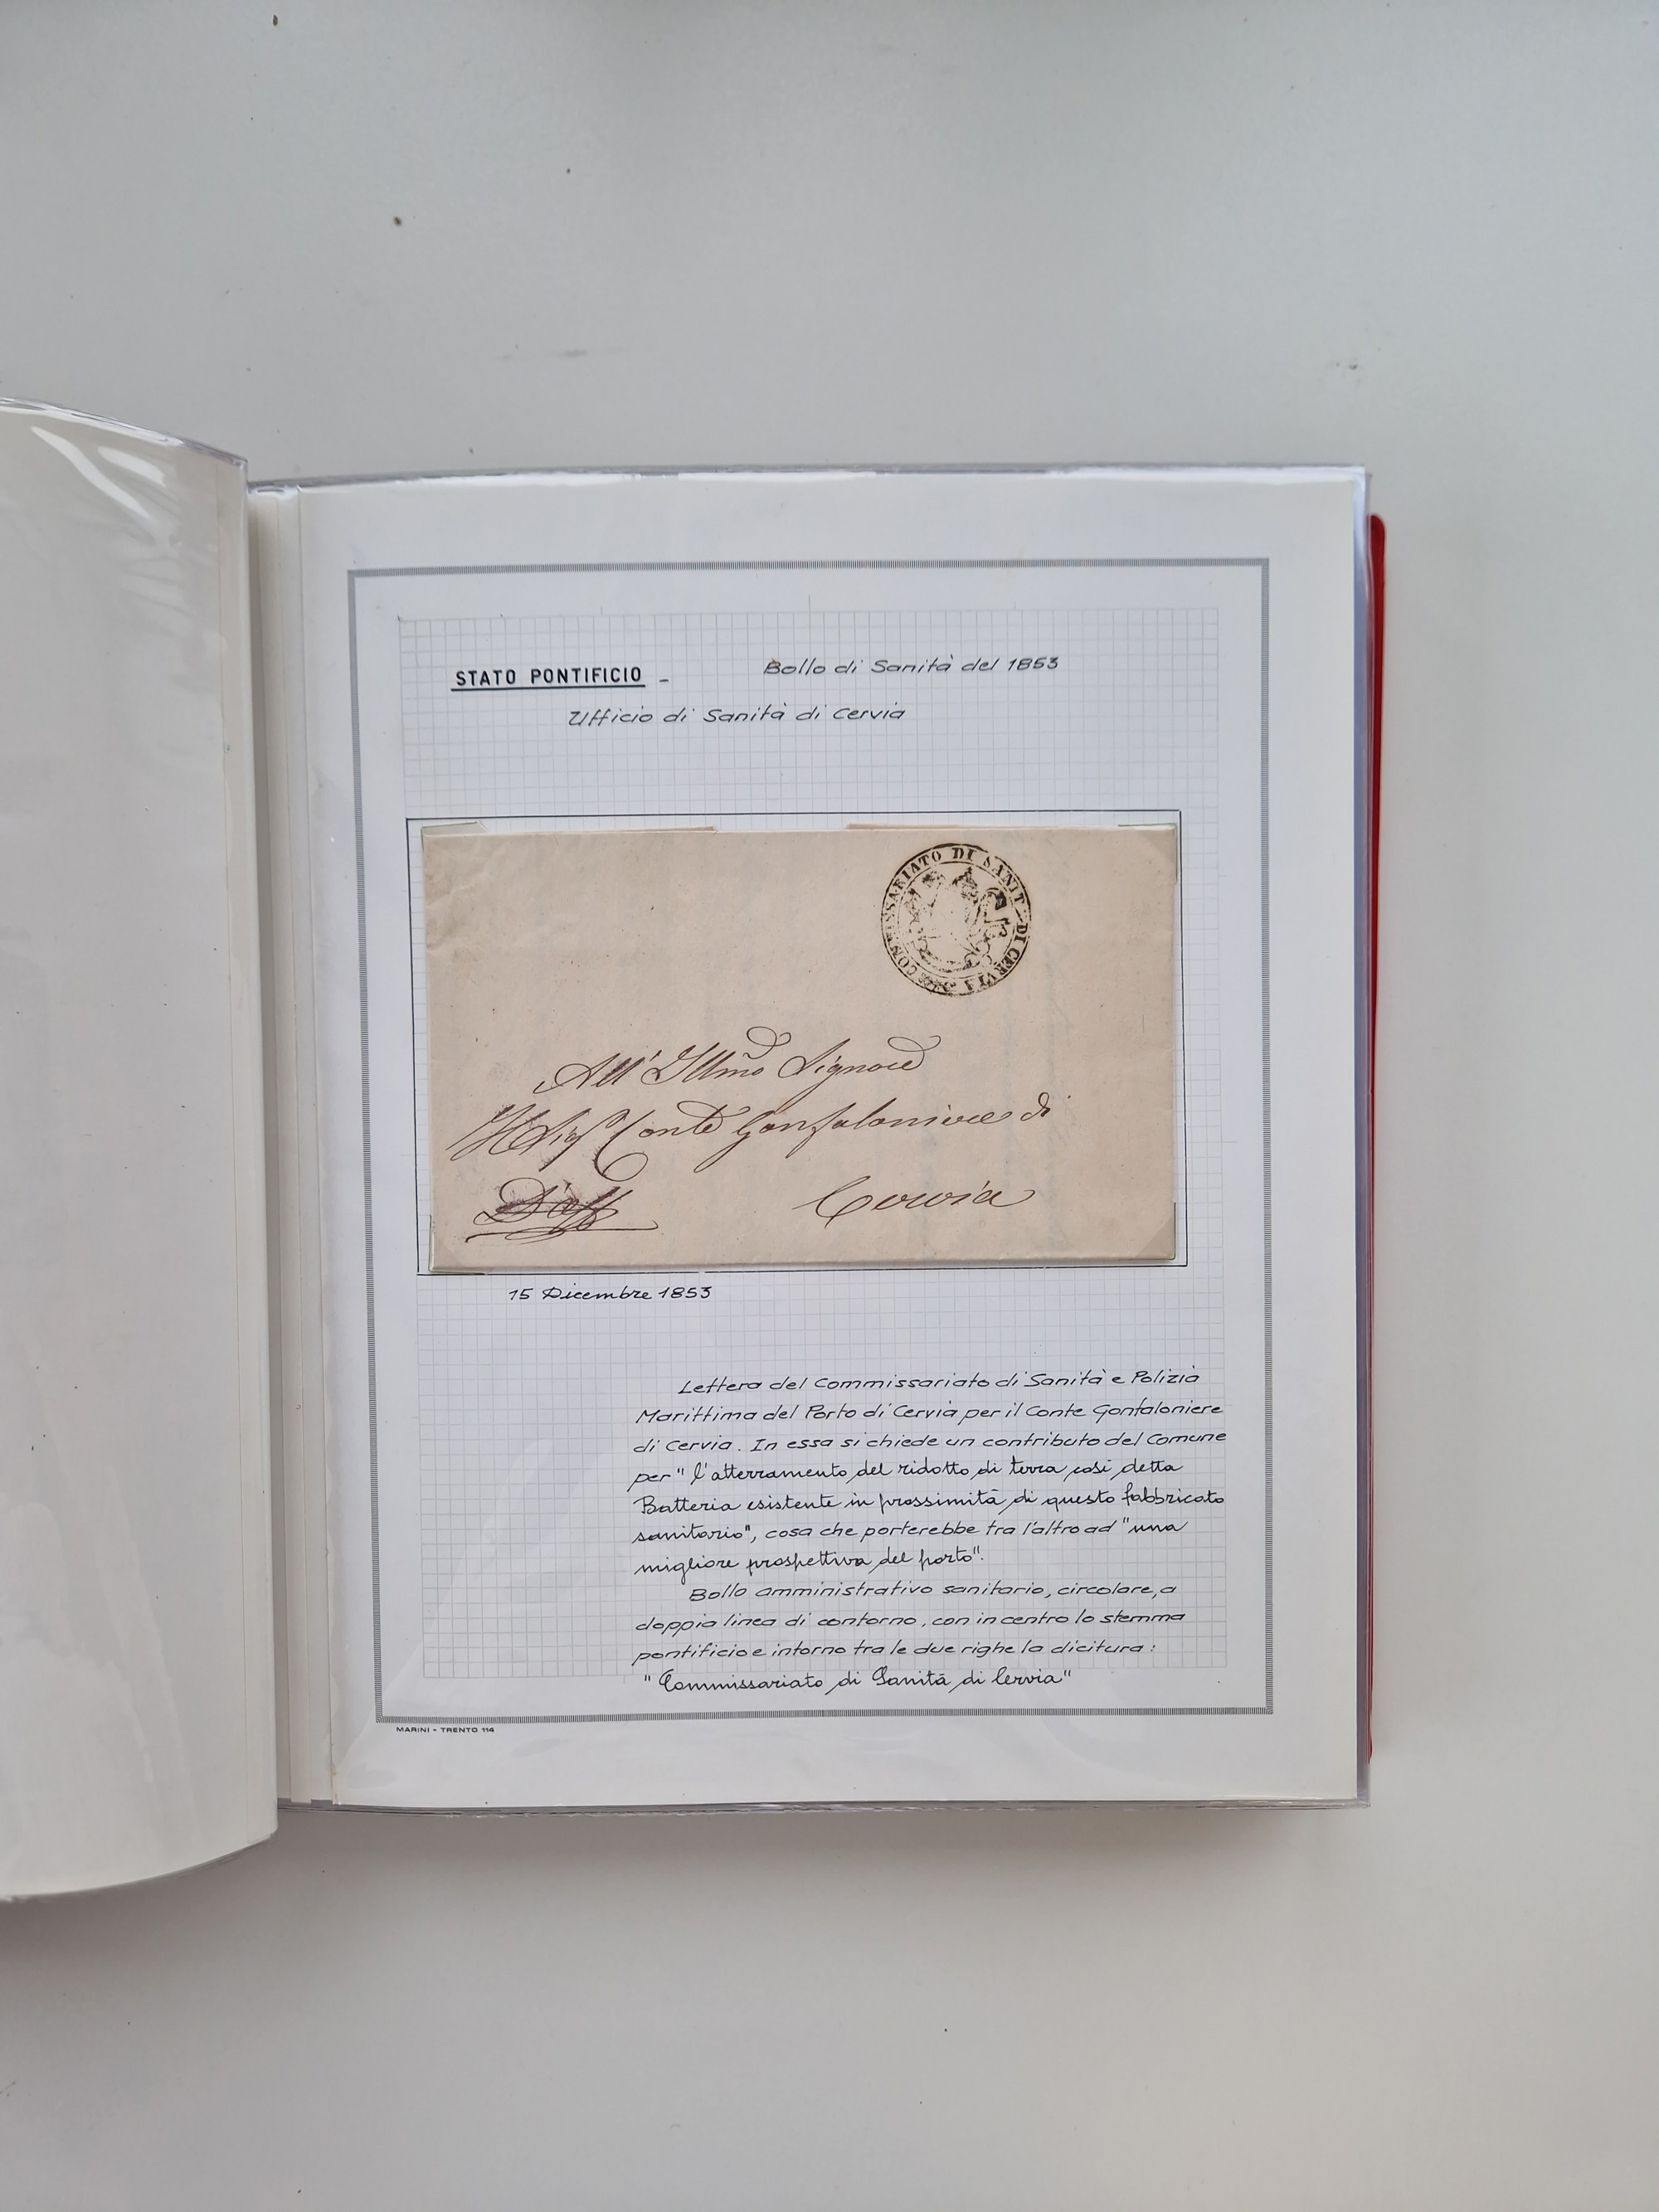 STATO PONTIFICIO - Bollo di Sanità del 1853
Ufficio di Sanità di Cervia
COMMISSARIATO DI SANIT DI CERVIA
All' Illmo Signore
Il Sig Conte Gonfaloniere di
Cervia
15 Dicembre 1853
Lettera del Commissariato di Sanità e Polizia
Marittima del Porto di Cervia per il Conte Gonfaloniere
di Cervia. In essa si chiede un contributo del Comune
per "l'atterramento del ridotto di terra così detta
Batteria esistente in prossimità di questo fabbricato
sanitario", cosa che porterebbe tra l'altro ad "una
migliore prospettiva del porto".
Bollo amministrativo sanitario, circolare, a
doppia linea di contorno, con in centro lo stemma
pontificio e intorno tra le due righe la dicitura:
"Commissariato di Sanità di Cervia"
MARINI - TRENTO 114